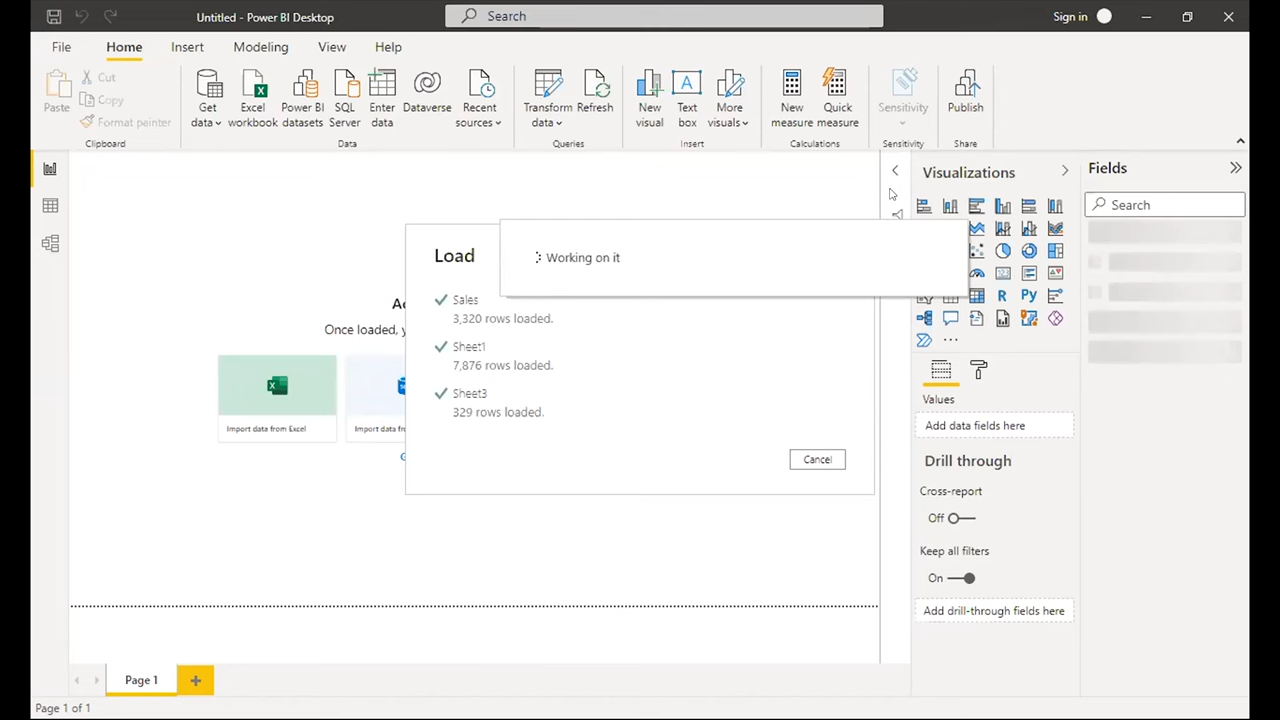 Untitled - Power BI Desktop
Search
Sign in
File
Home
Insert
Modeling
View
Help
Paste
Cut
Copy
Format painter
Clipboard
Get data
Excel workbook
Power BI datasets
SQL Server
Enter data
Dataverse
Recent sources
Data
Transform data
Refresh
Queries
New visual
Text box
More visuals
Insert
New measure
Quick measure
Calculations
Sensitivity
Sensitivity
Publish
Share
Once loaded, y
Import data from Excel
Import data fro
Load
Working on it
Sales
3,320 rows loaded.
Sheet1
7,876 rows loaded.
Sheet3
329 rows loaded.
Cancel
Visualizations
R
Py
Values
Add data fields here
Drill through
Cross-report
Off
Keep all filters
On
Add drill-through fields here
Fields
Search
Page 1
Page 1 of 1